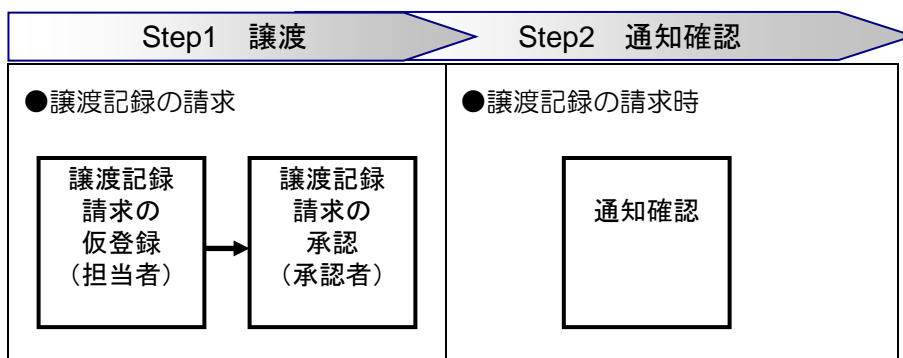 Step1 譲渡
Step2 通知確認
●譲渡記録の請求
●譲渡記録の請求時
譲渡記録
請求の
仮登録
（担当者）
譲渡記録
請求の
承認
（承認者）
通知確認